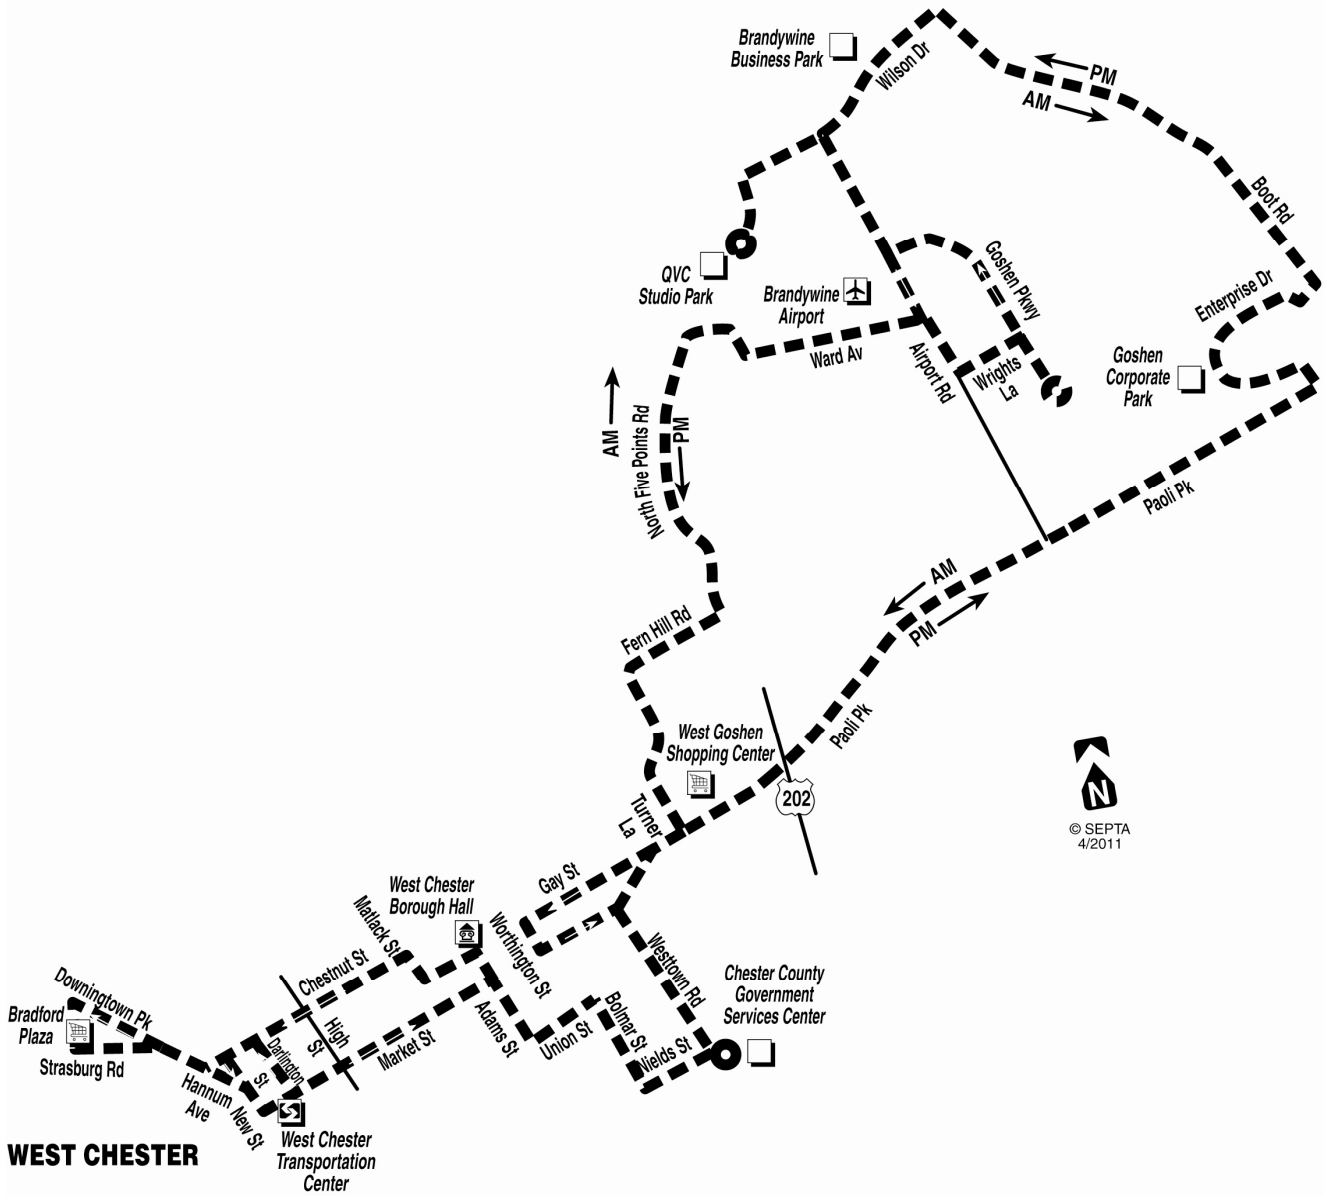 Brandywine
Business Park
Wilson Dr
PM
AM
Boot Rd
QVC
Studio Park
Brandywine
Airport
Goshen Pkwy
Enterprise Dr
Ward Av
Airport Rd
Wrights
La
Goshen
Corporate
Park
AM
North Five Points Rd
PM
Paoli Pk
AM
PM
Fern Hill Rd
Paoli Pk
West Goshen
Shopping Center
202
N
© SEPTA
4/2011
Turner
La
Gay St
West Chester
Borough Hall
Matlack St
Worthington St
Westtown Rd
Chestnut St
Chester County
Government
Services Center
Downingtown Pk
Bradford
Plaza
High
St
Market St
Adams St
Union St
Bolmar St
Nields St
Strasburg Rd
Darlington
St
Hannum
Ave
New St
West Chester
Transportation
Center
WEST CHESTER